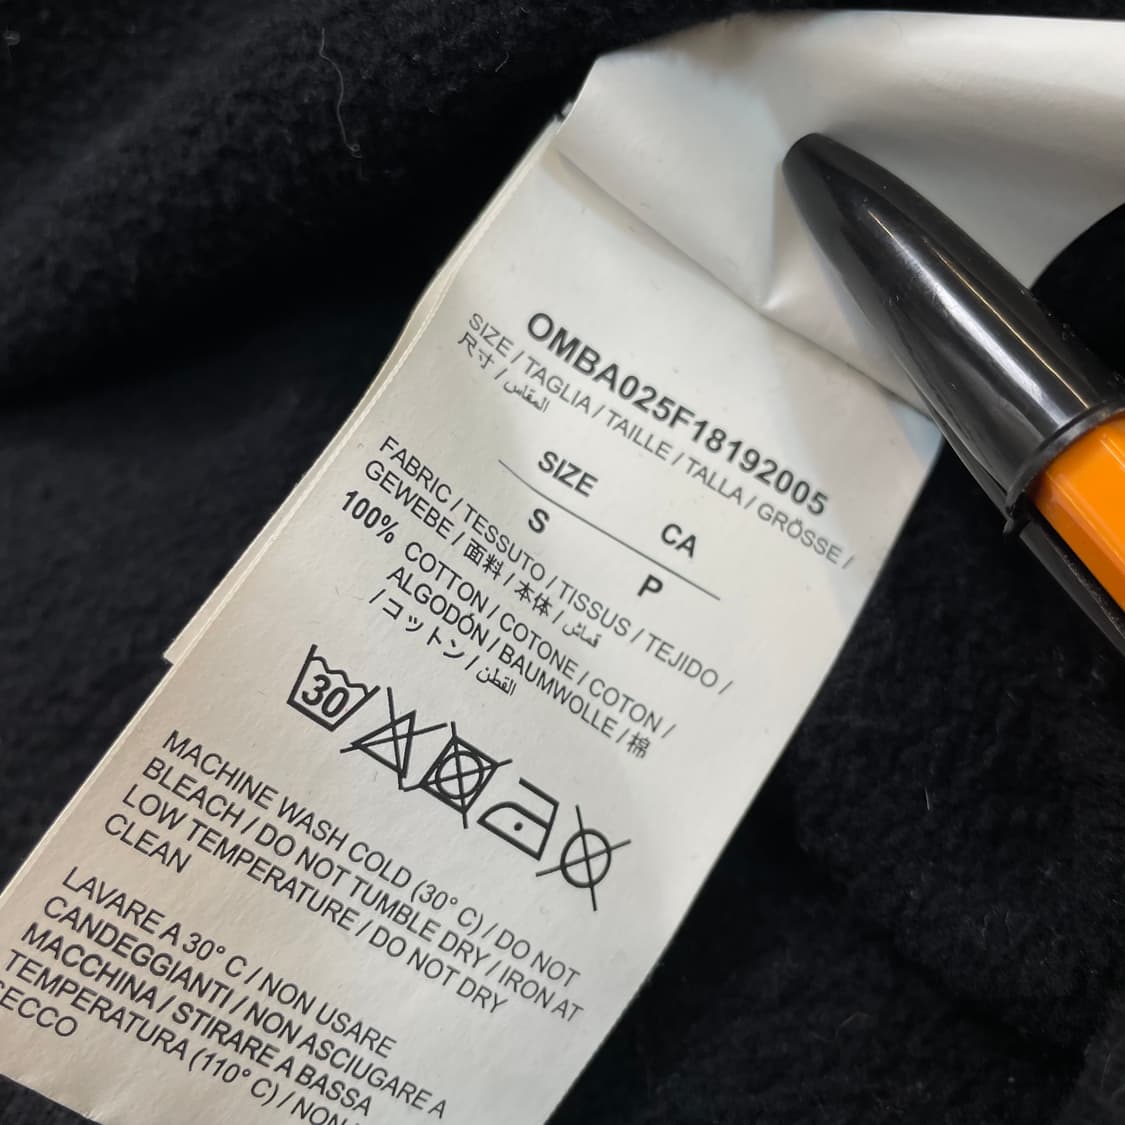 OMBA025F18192005
SIZE / TAGLIA / TAILLE / TALLA / GRÖSSE /
尺寸 / المقاس
SIZE CA
S P
FABRIC / TESSUTO / TISSUS / TEJIDO /
GEWEBE / 面料 / 本体 / قماش
100% COTTON / COTONE / COTON /
ALGODÓN / BAUMWOLLE / 棉
/ コットン / القطن
30
MACHINE WASH COLD (30° C) / DO NOT
BLEACH / DO NOT TUMBLE DRY / IRON AT
LOW TEMPERATURE / DO NOT DRY
CLEAN
LAVARE A 30° C / NON USARE
CANDEGGIANTI / NON ASCIUGARE A
MACCHINA / STIRARE A BASSA
TEMPERATURA (110° C) / NON
SECCO